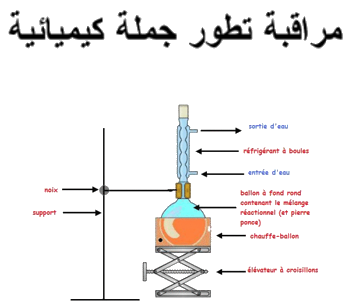 مراقبة تطور جملة كيميائية
sortie d'eau
réfrigérant à boules
entrée d'eau
noix
support
ballon à fond rond
contenant le mélange
réactionnel (et pierre
ponce)
chauffe-ballon
élévateur à croisillons